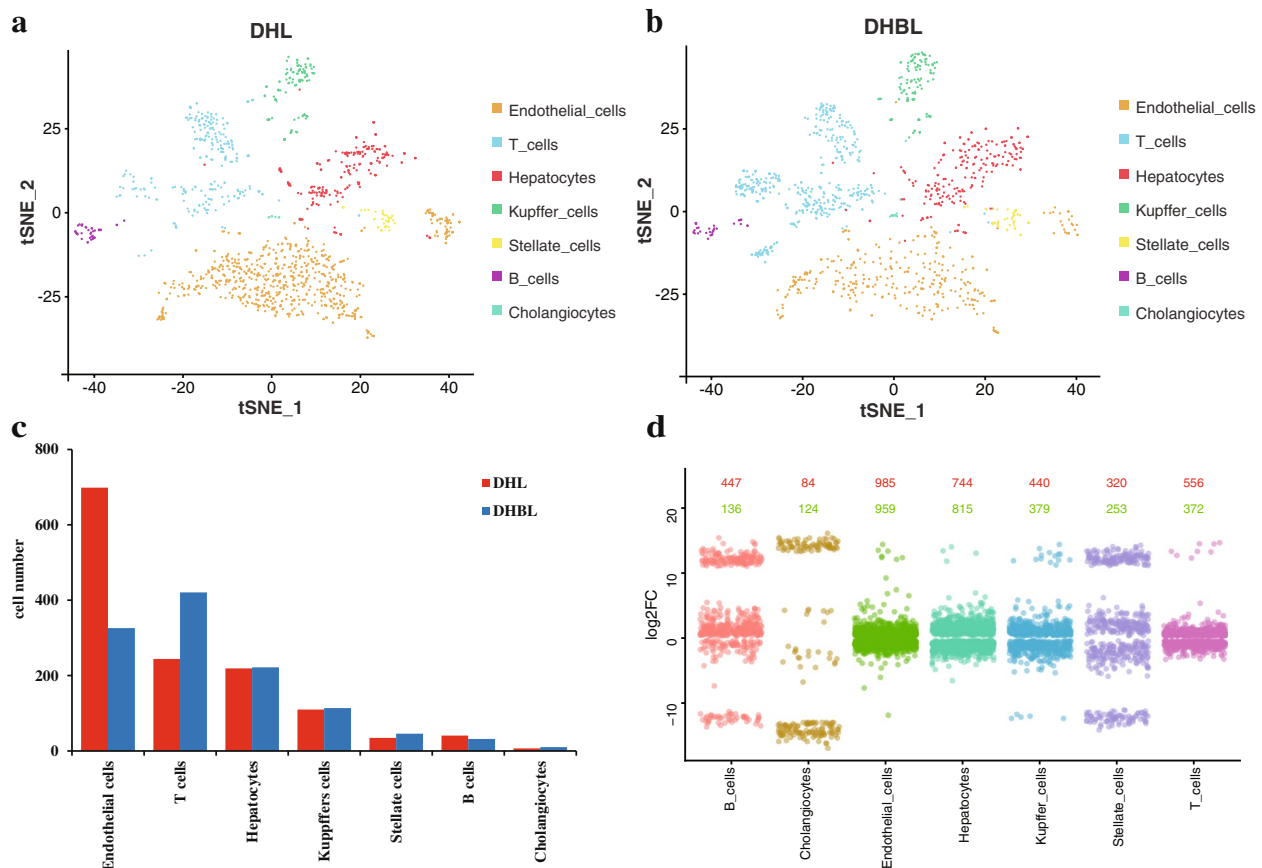 a
DHL
tSNE_2
25
0
-25
-40
-20
0
20
40
tSNE_1
Endothelial_cells
T_cells
Hepatocytes
Kupffer_cells
Stellate_cells
B_cells
Cholangiocytes
b
DHBL
tSNE_2
25
0
-25
-40
-20
0
20
40
tSNE_1
Endothelial_cells
T_cells
Hepatocytes
Kupffer_cells
Stellate_cells
B_cells
Cholangiocytes
c
cell number
800
600
400
200
0
DHL
DHBL
Endothelial cells
T cells
Hepatocytes
Kuppffers cells
Stellate cells
B cells
Cholangiocytes
d
log2FC
20
10
0
−10
447 84 985 744 440 320 556
136 124 959 815 379 253 372
B_cells
Cholangiocytes
Endothelial_cells
Hepatocytes
Kupffer_cells
Stellate_cells
T_cells